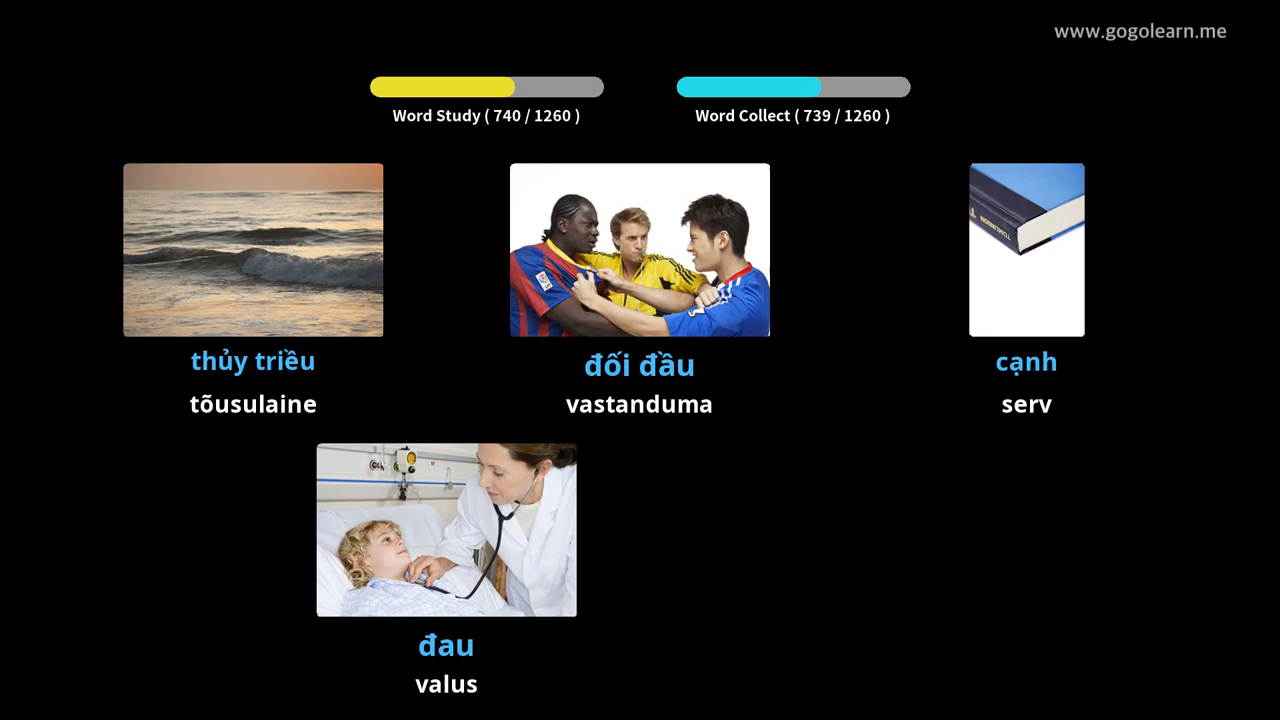 www.gogolearn.me
Word Study ( 740 / 1260 )
Word Collect ( 739 / 1260 )
TOMLINSON
thủy triều
đối đầu
cạnh
tõusulaine
vastanduma
serv
đau
valus